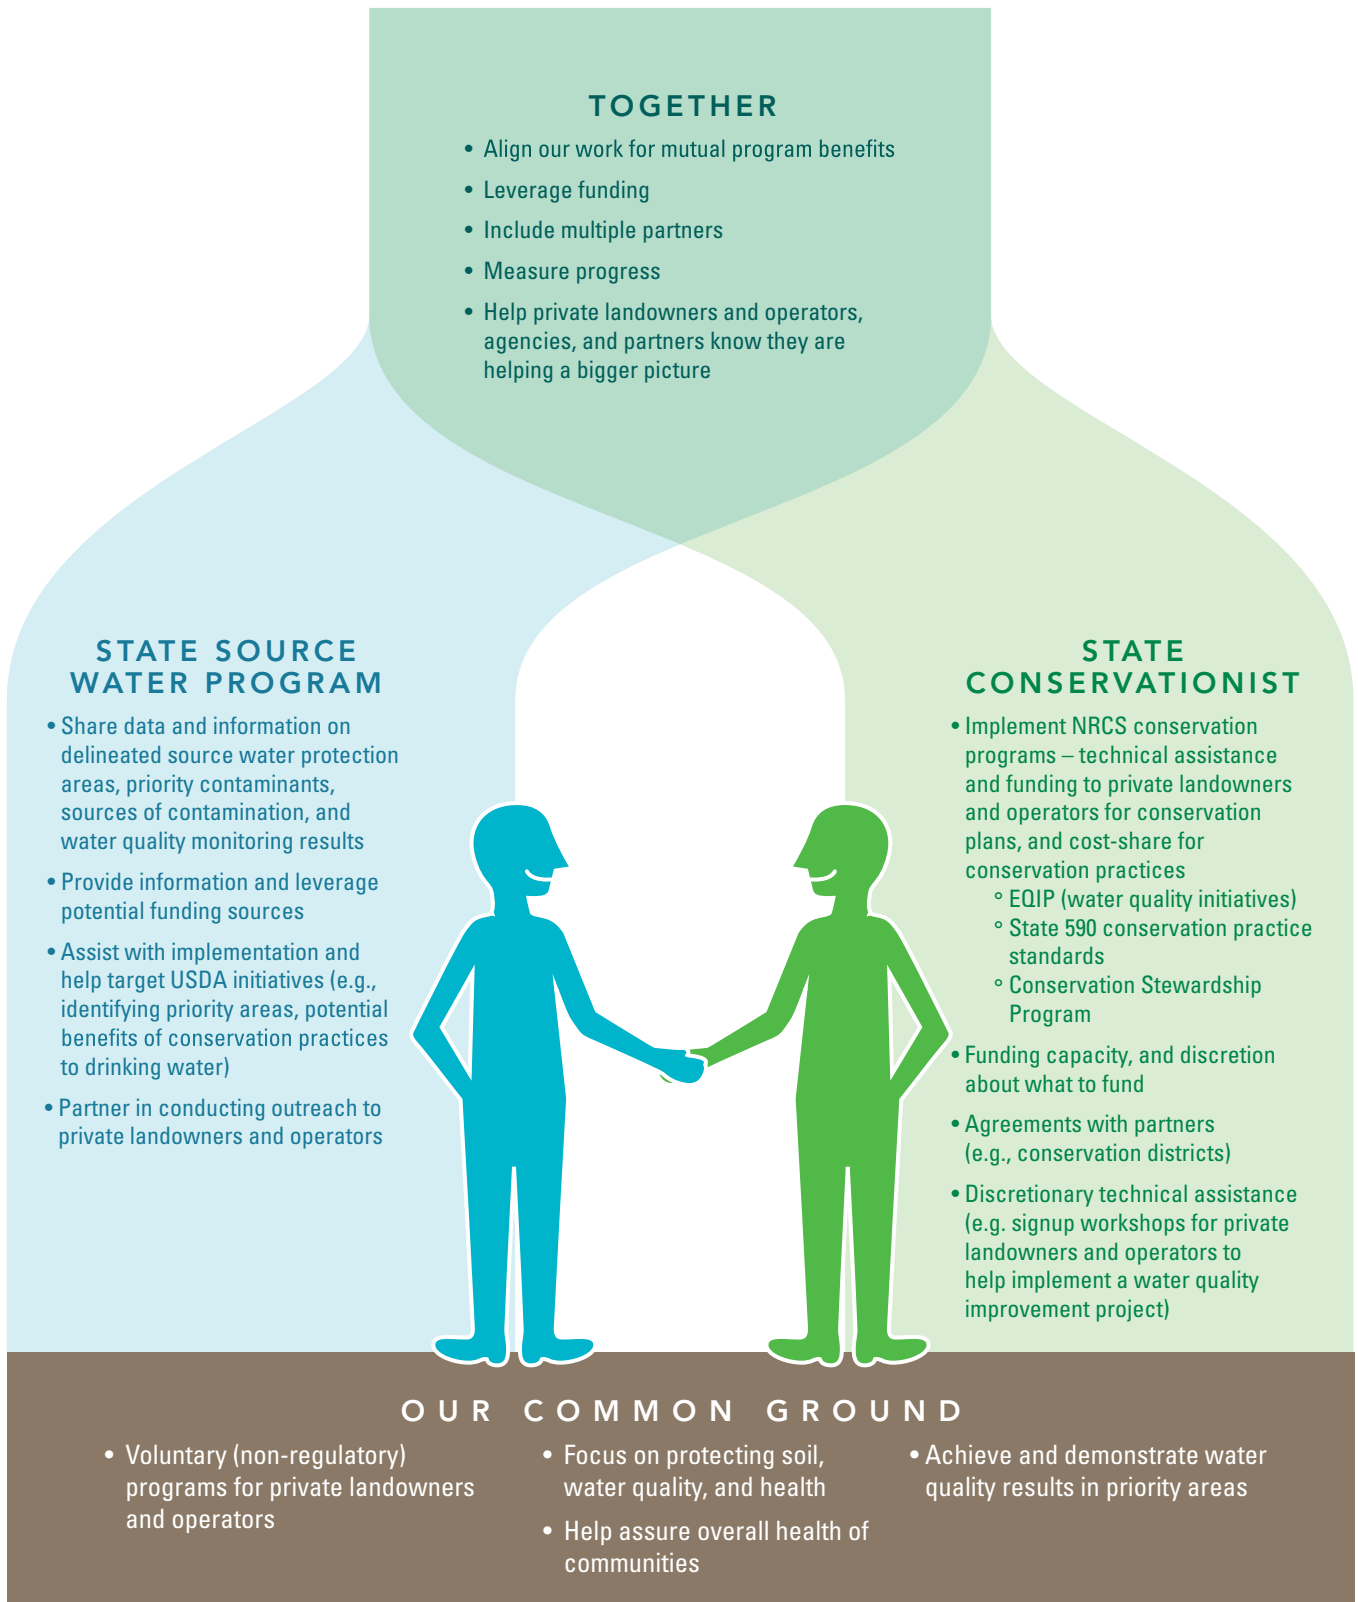 TOGETHER
• Align our work for mutual program benefits
• Leverage funding
• Include multiple partners
• Measure progress
• Help private landowners and operators,
agencies, and partners know they are
helping a bigger picture
STATE SOURCE
WATER PROGRAM
• Share data and information on
delineated source water protection
areas, priority contaminants,
sources of contamination, and
water quality monitoring results
• Provide information and leverage
potential funding sources
• Assist with implementation and
help target USDA initiatives (e.g.,
identifying priority areas, potential
benefits of conservation practices
to drinking water)
• Partner in conducting outreach to
private landowners and operators
STATE
CONSERVATIONIST
• Implement NRCS conservation
programs – technical assistance
and funding to private landowners
and operators for conservation
plans, and cost-share for
conservation practices
° EQIP (water quality initiatives)
° State 590 conservation practice
standards
° Conservation Stewardship
Program
• Funding capacity, and discretion
about what to fund
• Agreements with partners
(e.g., conservation districts)
• Discretionary technical assistance
(e.g. signup workshops for private
landowners and operators to
help implement a water quality
improvement project)
OUR COMMON GROUND
• Voluntary (non-regulatory)
programs for private landowners
and operators
• Focus on protecting soil,
water quality, and health
• Help assure overall health of
communities
• Achieve and demonstrate water
quality results in priority areas